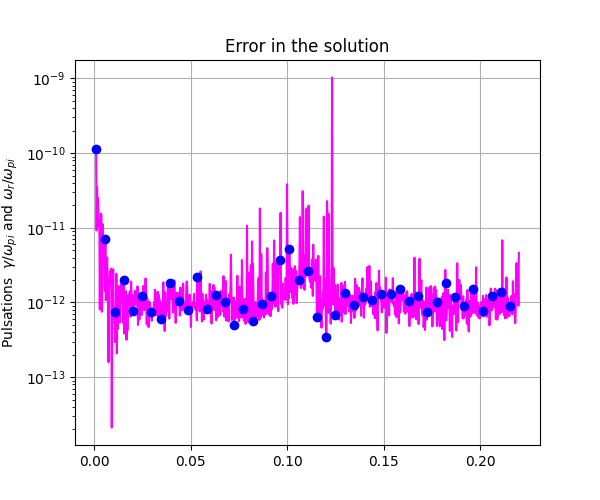 Error in the solution
Pulsations γ/ω_pi and ω_r/ω_pi
10^−9
10^−10
10^−11
10^−12
10^−13
0.00 0.05 0.10 0.15 0.20